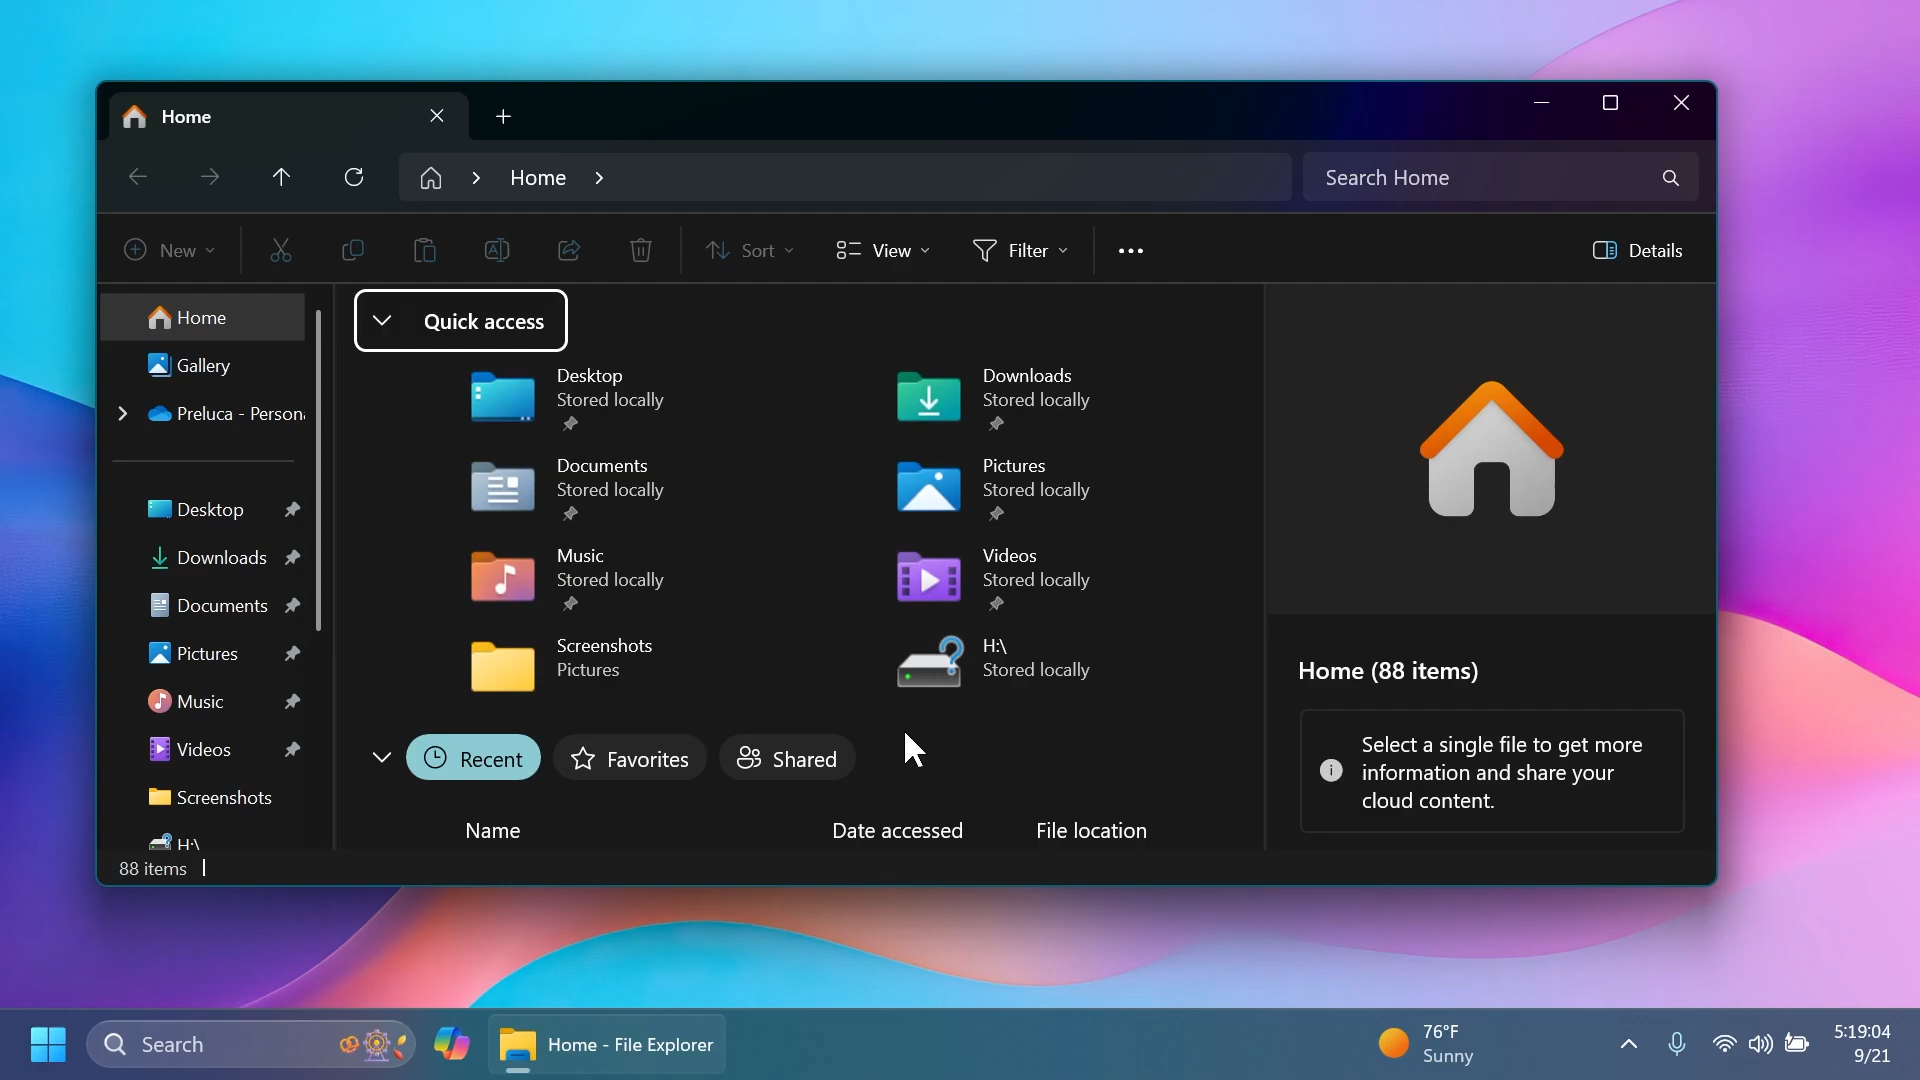 Home
Home
Search Home
New
Sort
View
Filter
Details
Home
Gallery
Preluca - Persona
Desktop
Downloads
Documents
Pictures
Music
Videos
Screenshots
H:\
Quick access
Desktop
Stored locally
Downloads
Stored locally
Documents
Stored locally
Pictures
Stored locally
Music
Stored locally
Videos
Stored locally
Screenshots
Pictures
H:\
Stored locally
Recent
Favorites
Shared
Name
Date accessed
File location
Home (88 items)
Select a single file to get more
information and share your
cloud content.
88 items
Search
Home - File Explorer
76°F
Sunny
5:19:04
9/21